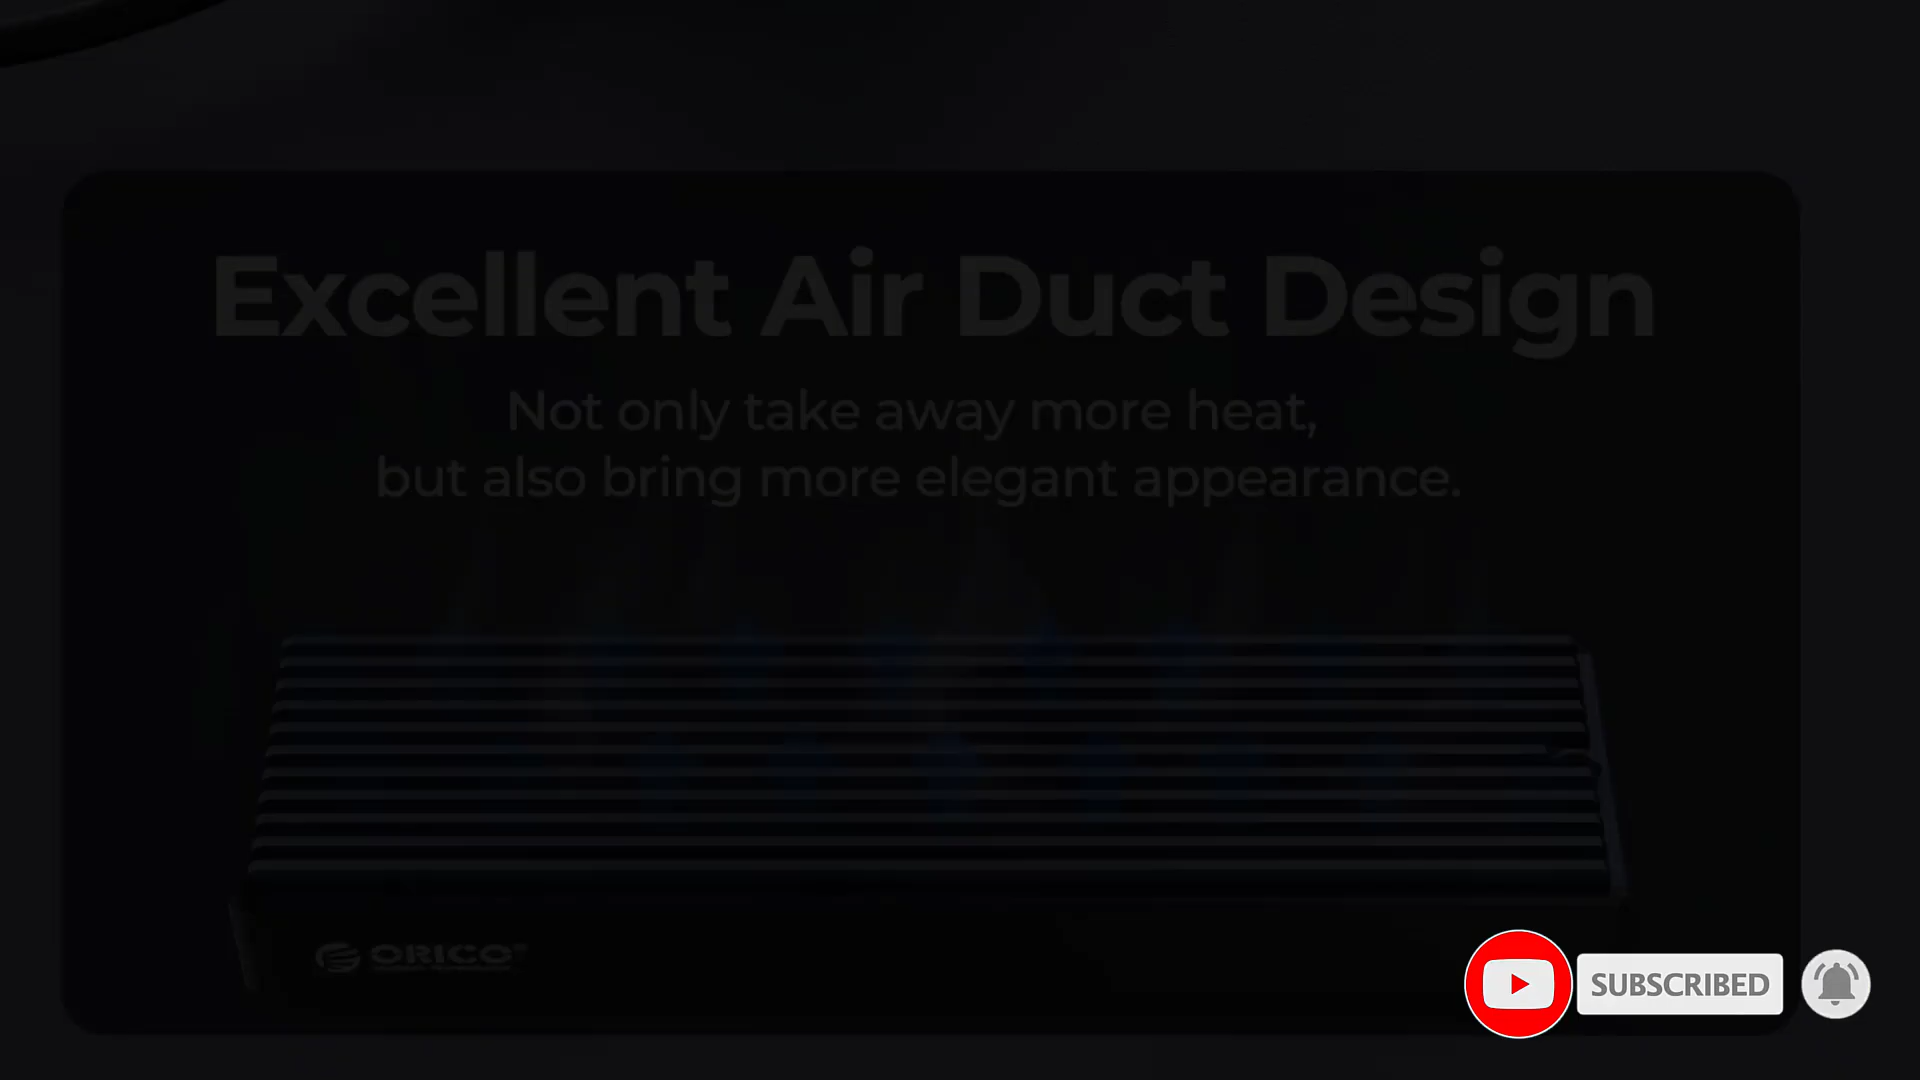 Excellent Air Duct Design
Not only take away more heat,
but also bring more elegant appearance.
ORICO
SUBSCRIBED